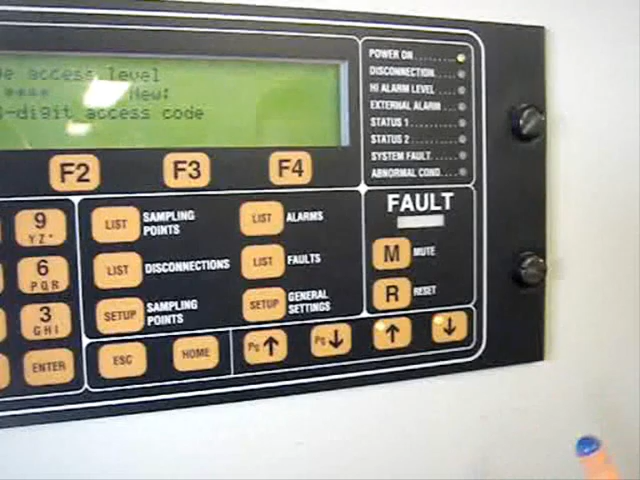 access level
**** New:
-digit access code
POWER ON
DISCONNECTION
HI ALARM LEVEL
EXTERNAL ALARM
STATUS 1
STATUS 2
SYSTEM FAULT
ABNORMAL COND.
F2
F3
F4
FAULT
9
YZ
LIST
SAMPLING
POINTS
LIST
ALARMS
M
MUTE
6
PQR
LIST
DISCONNECTIONS
LIST
FAULTS
R
RESET
3
GHI
SETUP
SAMPLING
POINTS
SETUP
GENERAL
SETTINGS
ENTER
ESC
HOME
Pg ↑
Pg ↓
↑
↓